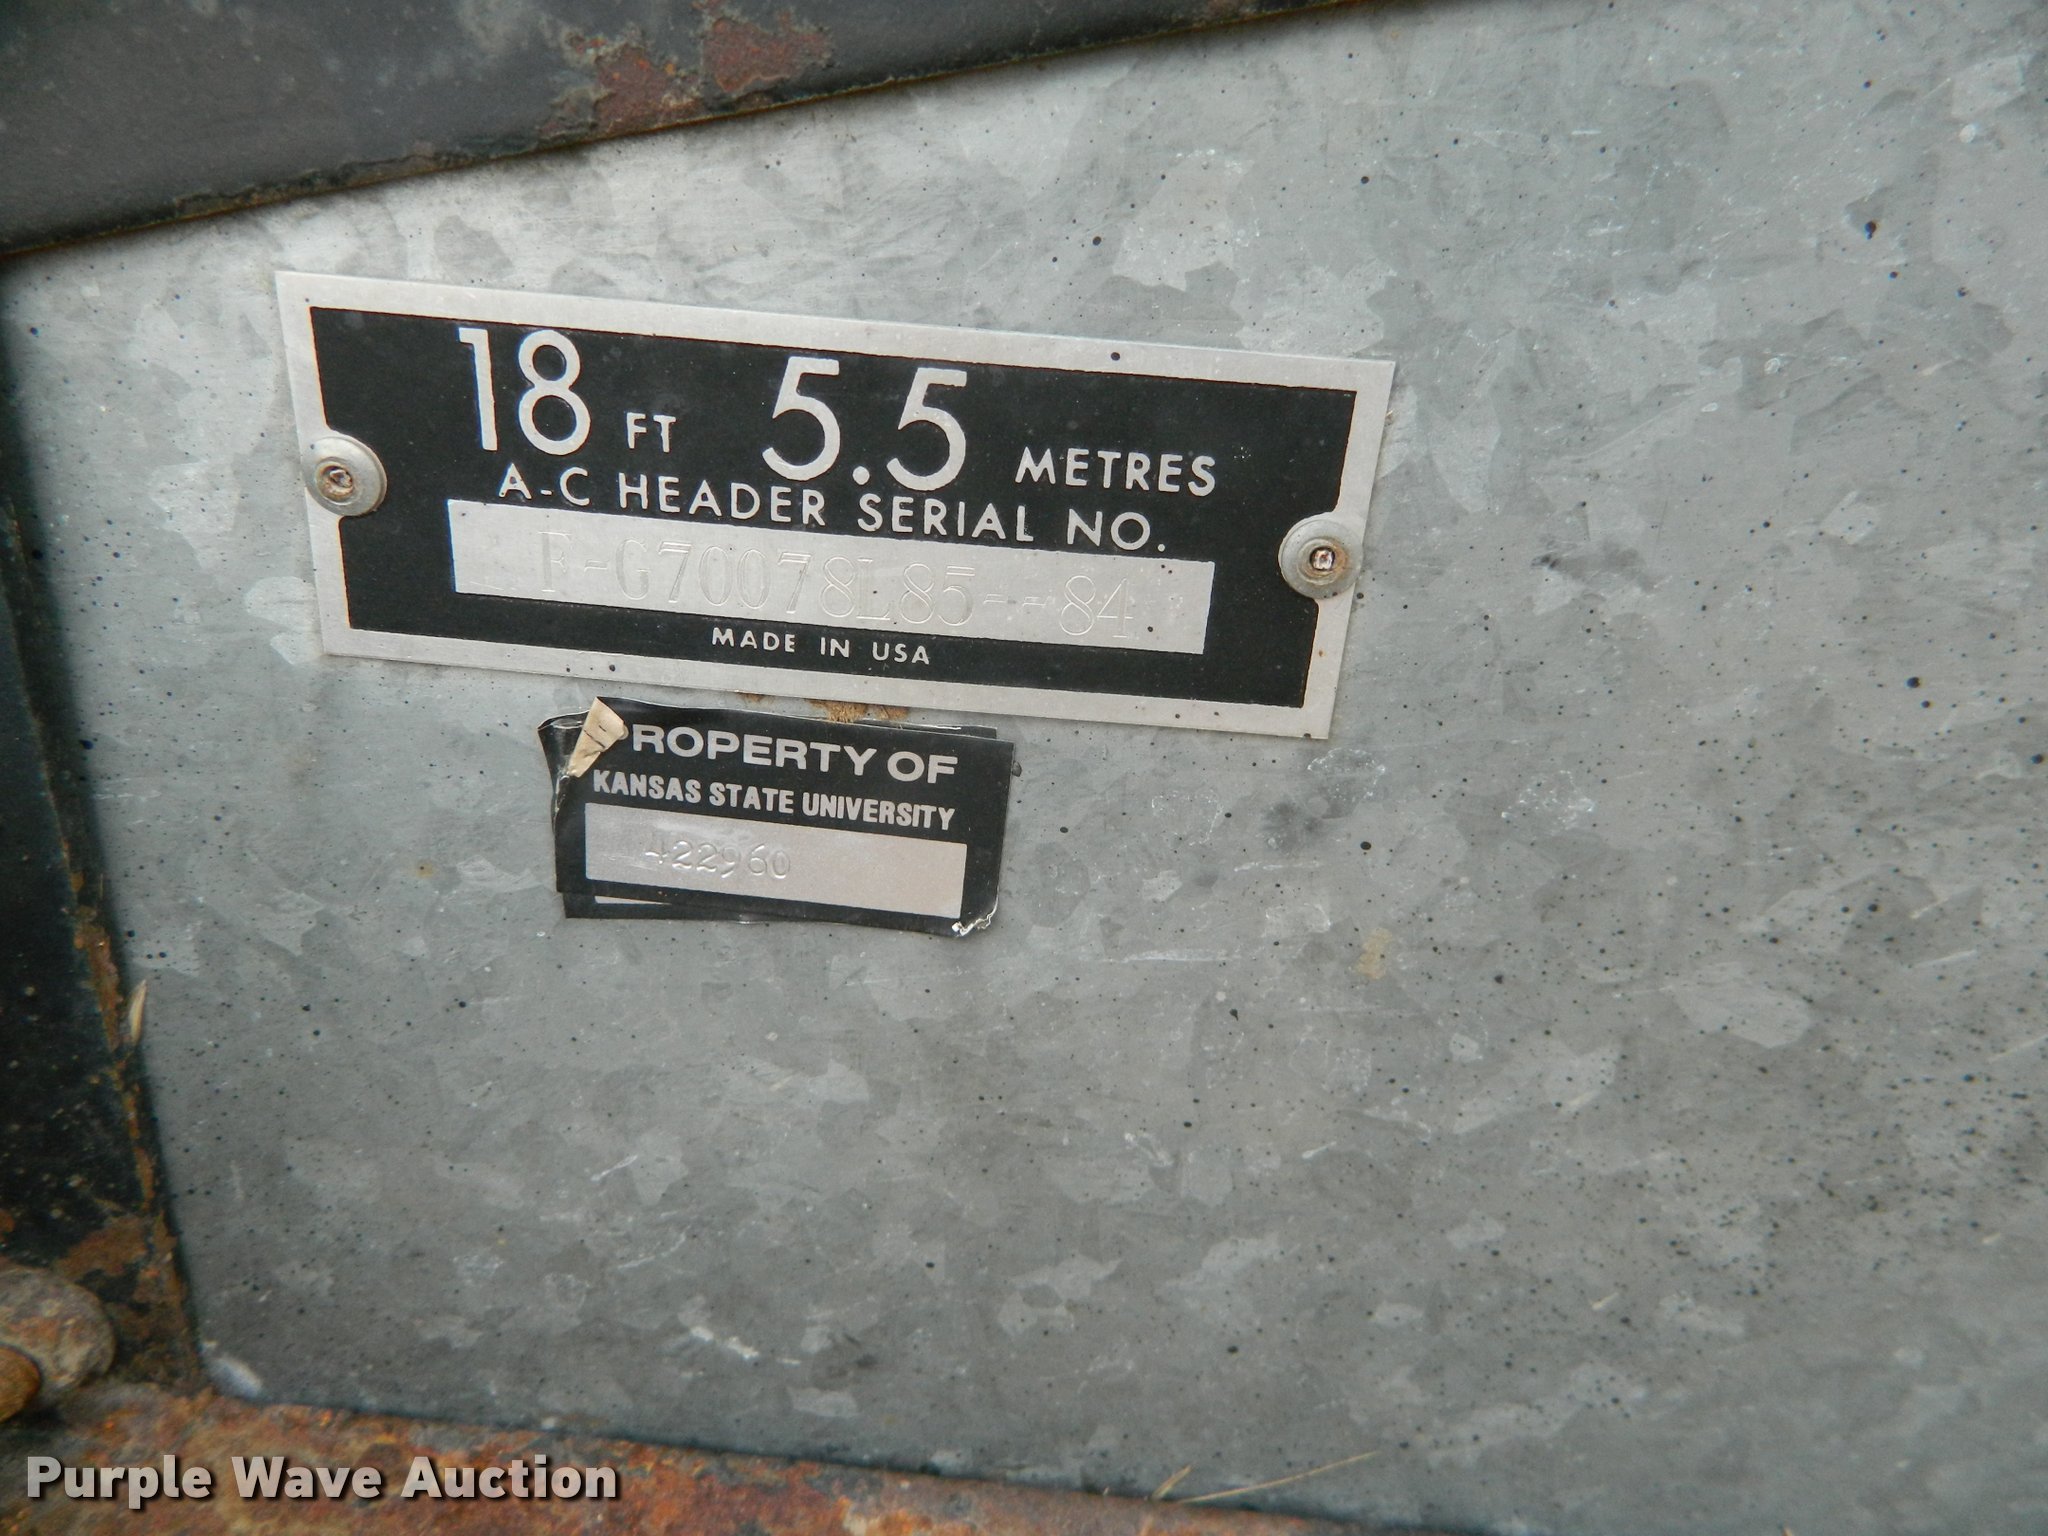 18 FT 5.5 METRES
A-C HEADER SERIAL NO.
F-G70078L85--84
MADE IN USA
PROPERTY OF
KANSAS STATE UNIVERSITY
422960
Purple Wave Auction